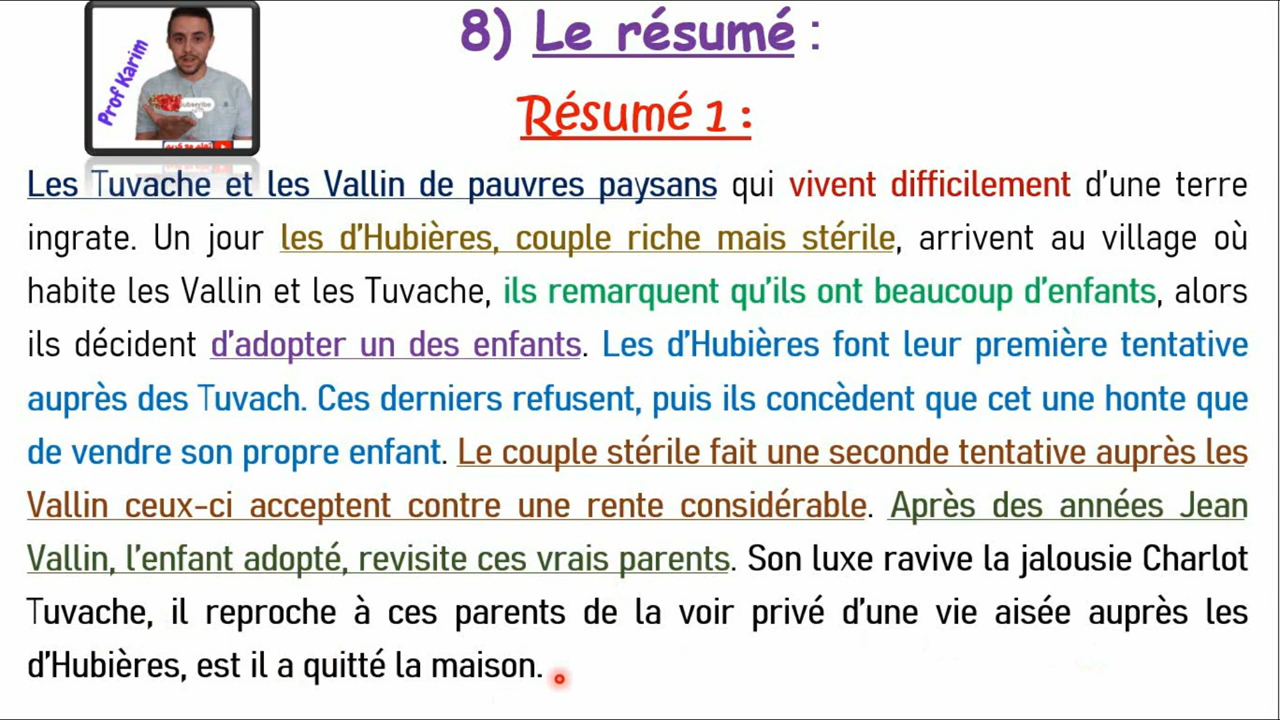 8) Le résumé :
Prof Karim
Subscribe
Résumé 1 :
Les Tuvache et les Vallin de pauvres paysans qui vivent difficilement d'une terre
ingrate. Un jour les d'Hubières, couple riche mais stérile, arrivent au village où
habite les Vallin et les Tuvache, ils remarquent qu'ils ont beaucoup d'enfants, alors
ils décident d'adopter un des enfants. Les d'Hubières font leur première tentative
auprès des Tuvach. Ces derniers refusent, puis ils concèdent que cet une honte que
de vendre son propre enfant. Le couple stérile fait une seconde tentative auprès les
Vallin ceux-ci acceptent contre une rente considérable. Après des années Jean
Vallin, l'enfant adopté, revisite ces vrais parents. Son luxe ravive la jalousie Charlot
Tuvache, il reproche à ces parents de la voir privé d'une vie aisée auprès les
d'Hubières, est il a quitté la maison.